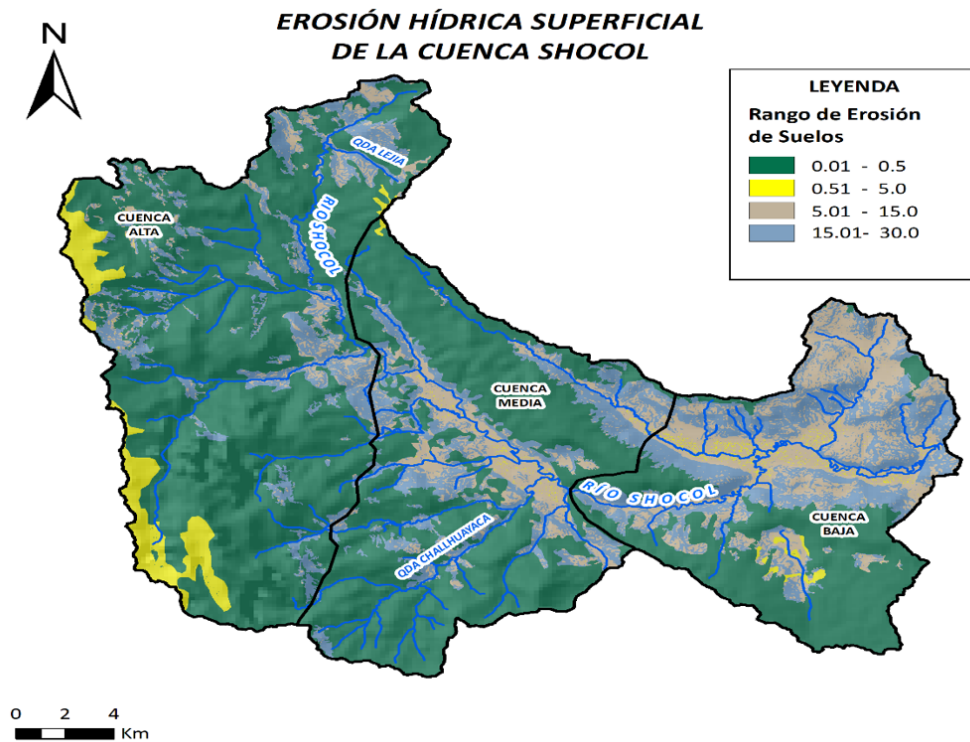 EROSIÓN HÍDRICA SUPERFICIAL
DE LA CUENCA SHOCOL
N
LEYENDA
Rango de Erosión
de Suelos
0.01 - 0.5
0.51 - 5.0
5.01 - 15.0
15.01- 30.0
QDA LEJIA
CUENCA
ALTA
RIO SHOCOL
CUENCA
MEDIA
RÍO SHOCOL
CUENCA
BAJA
QDA CHALLHUAYACA
0 2 4
Km